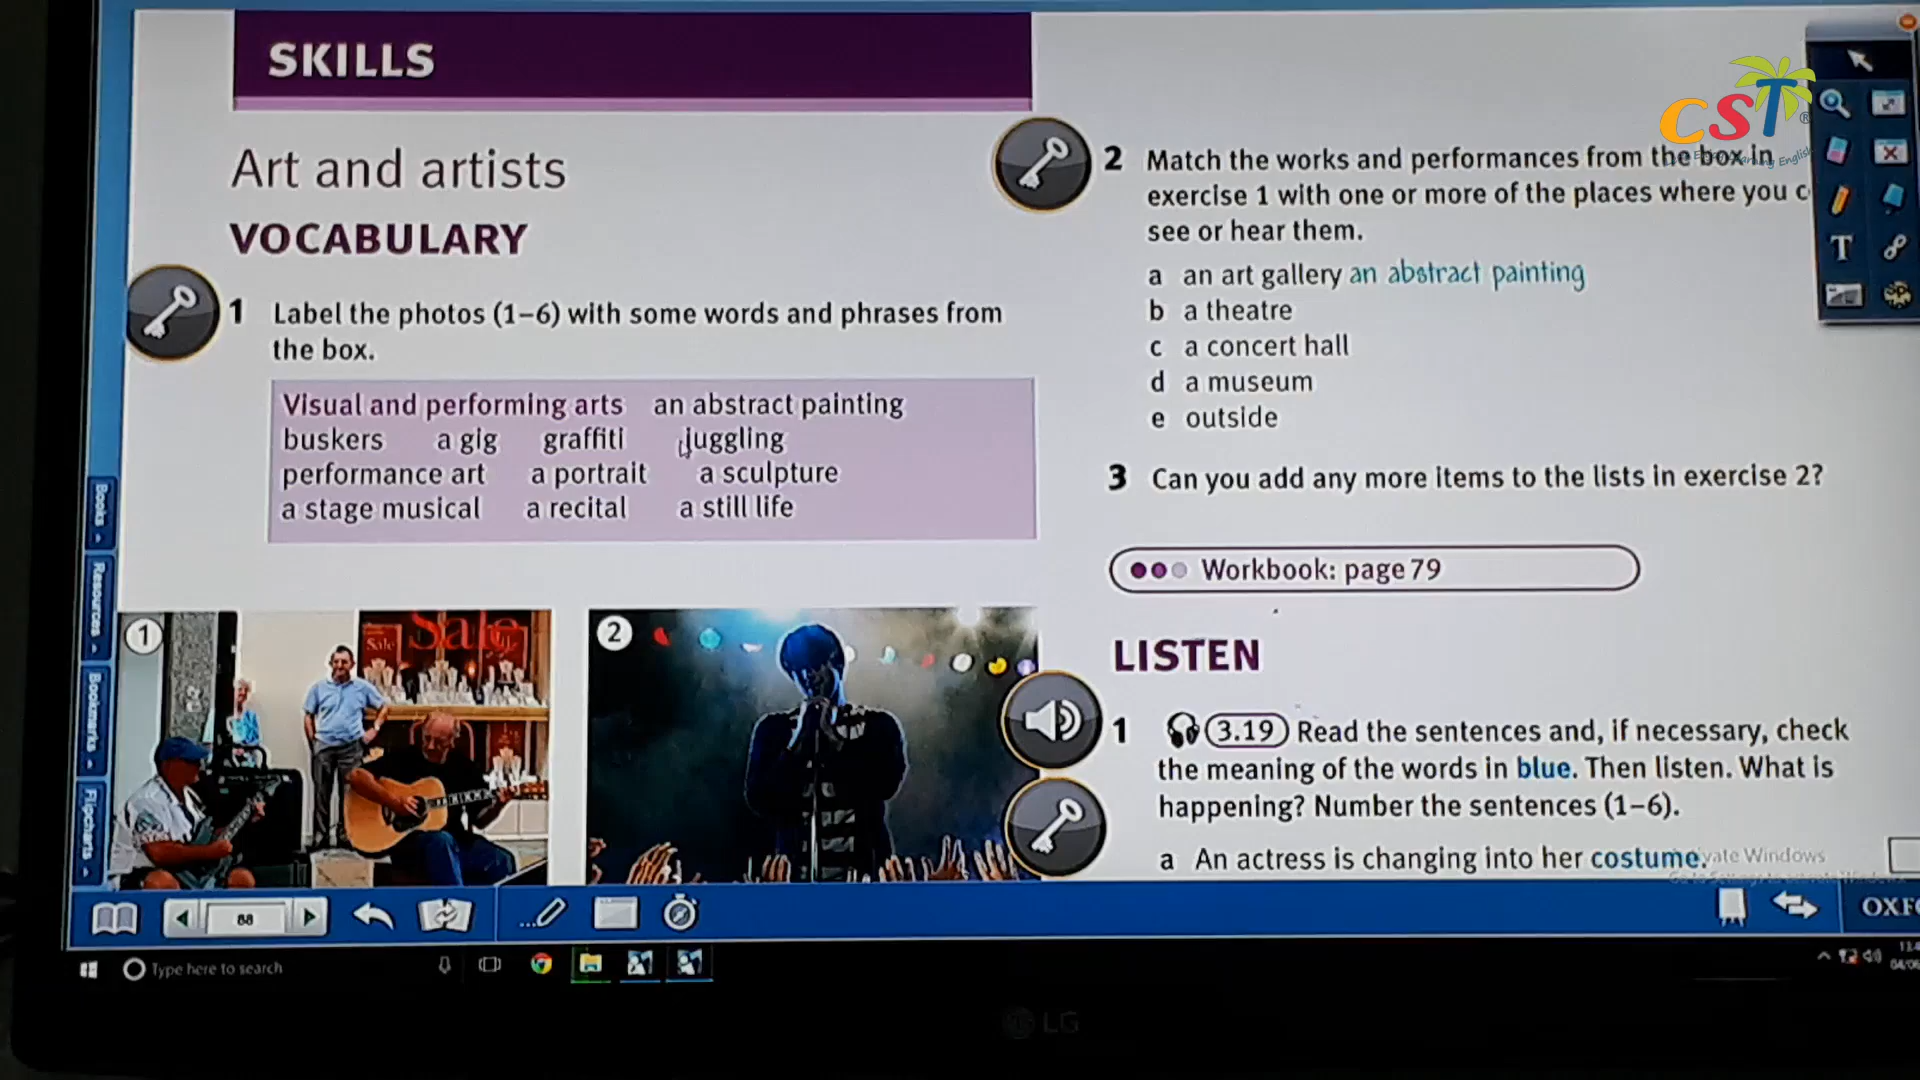 SKILLS
Art and artists
VOCABULARY
1 Label the photos (1–6) with some words and phrases from
the box.
Visual and performing arts an abstract painting
buskers a gig graffiti juggling
performance art a portrait a sculpture
a stage musical a recital a still life
1
Sale
Sale
2
2 Match the works and performances from the box in
exercise 1 with one or more of the places where you c
see or hear them.
a an art gallery an abstract painting
b a theatre
c a concert hall
d a museum
e outside
3 Can you add any more items to the lists in exercise 2?
Workbook: page 79
LISTEN
1 3.19 Read the sentences and, if necessary, check
the meaning of the words in blue. Then listen. What is
happening? Number the sentences (1–6).
a An actress is changing into her costume.
CST®
T
Books
Resources
Bookmarks
Flipcharts
88
OXF
Type here to search
LG